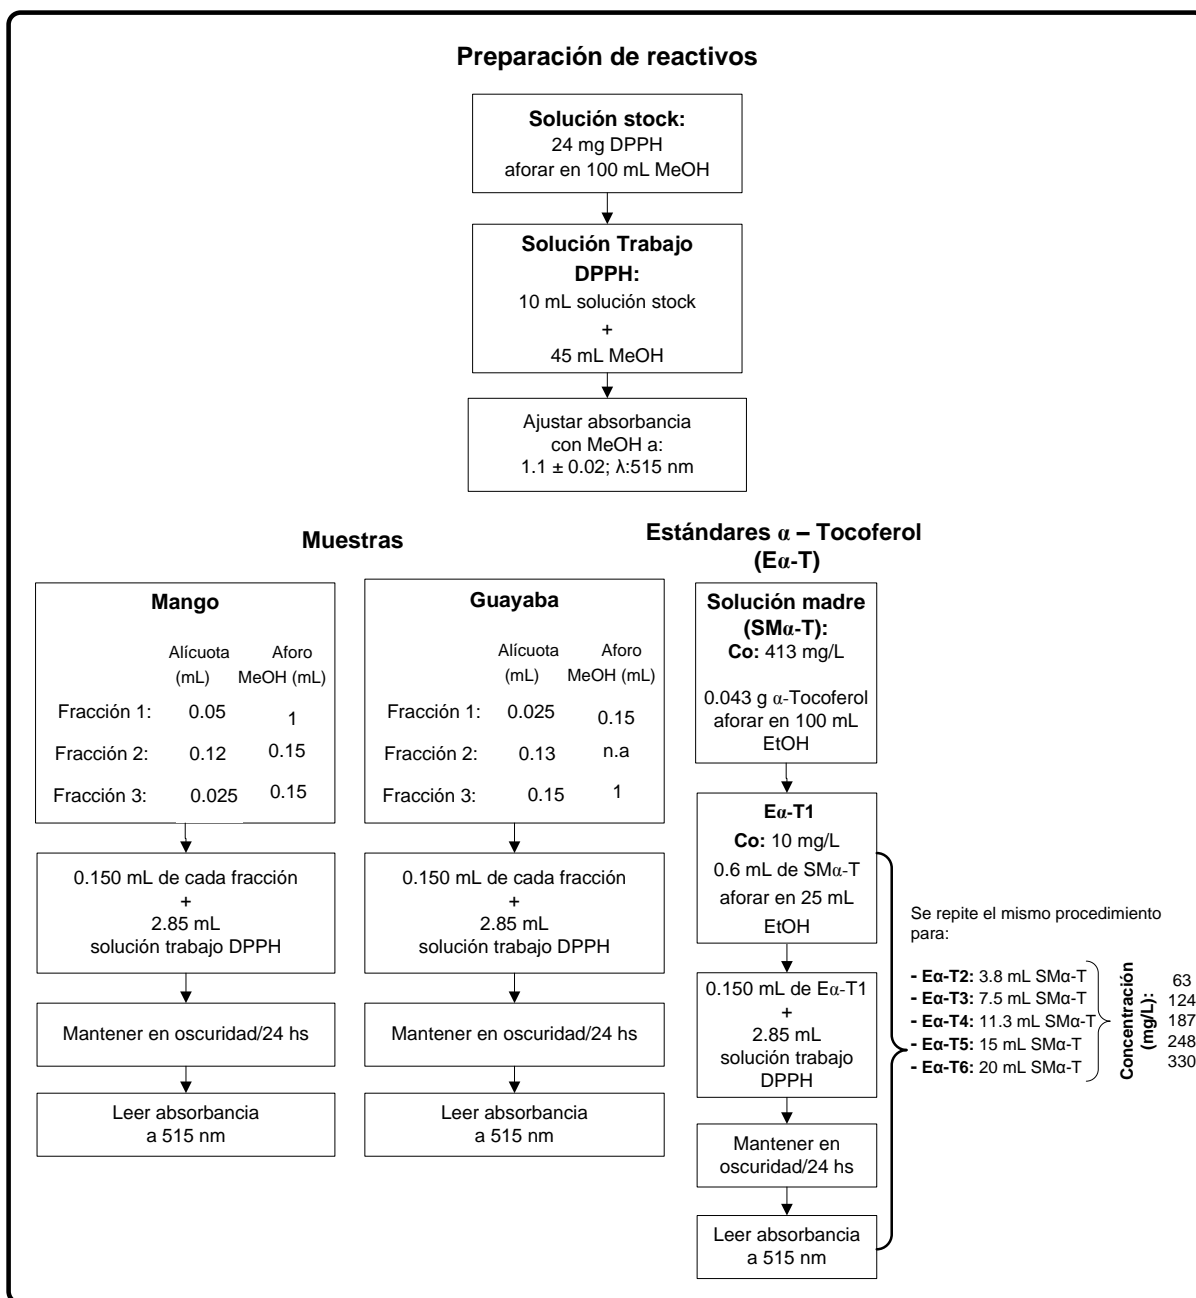 Preparación de reactivos
Solución stock:
24 mg DPPH
aforar en 100 mL MeOH
Solución Trabajo
DPPH:
10 mL solución stock
+
45 mL MeOH
Ajustar absorbancia
con MeOH a:
1.1 ± 0.02; λ:515 nm
Muestras
Mango
Alícuota Aforo
(mL) MeOH (mL)
Fracción 1: 0.05 1
Fracción 2: 0.12 0.15
Fracción 3: 0.025 0.15
0.150 mL de cada fracción
+
2.85 mL
solución trabajo DPPH
Mantener en oscuridad/24 hs
Leer absorbancia
a 515 nm
Guayaba
Alícuota Aforo
(mL) MeOH (mL)
Fracción 1: 0.025 0.15
Fracción 2: 0.13 n.a
Fracción 3: 0.15 1
0.150 mL de cada fracción
+
2.85 mL
solución trabajo DPPH
Mantener en oscuridad/24 hs
Leer absorbancia
a 515 nm
Estándares α – Tocoferol
(Eα-T)
Solución madre
(SMα-T):
Co: 413 mg/L
0.043 g α-Tocoferol
aforar en 100 mL
EtOH
Eα-T1
Co: 10 mg/L
0.6 mL de SMα-T
aforar en 25 mL
EtOH
0.150 mL de Eα-T1
+
2.85 mL
solución trabajo
DPPH
Mantener en
oscuridad/24 hs
Leer absorbancia
a 515 nm
Se repite el mismo procedimiento
para:
- Eα-T2: 3.8 mL SMα-T
- Eα-T3: 7.5 mL SMα-T
- Eα-T4: 11.3 mL SMα-T
- Eα-T5: 15 mL SMα-T
- Eα-T6: 20 mL SMα-T
Concentración
(mg/L):
63
124
187
248
330